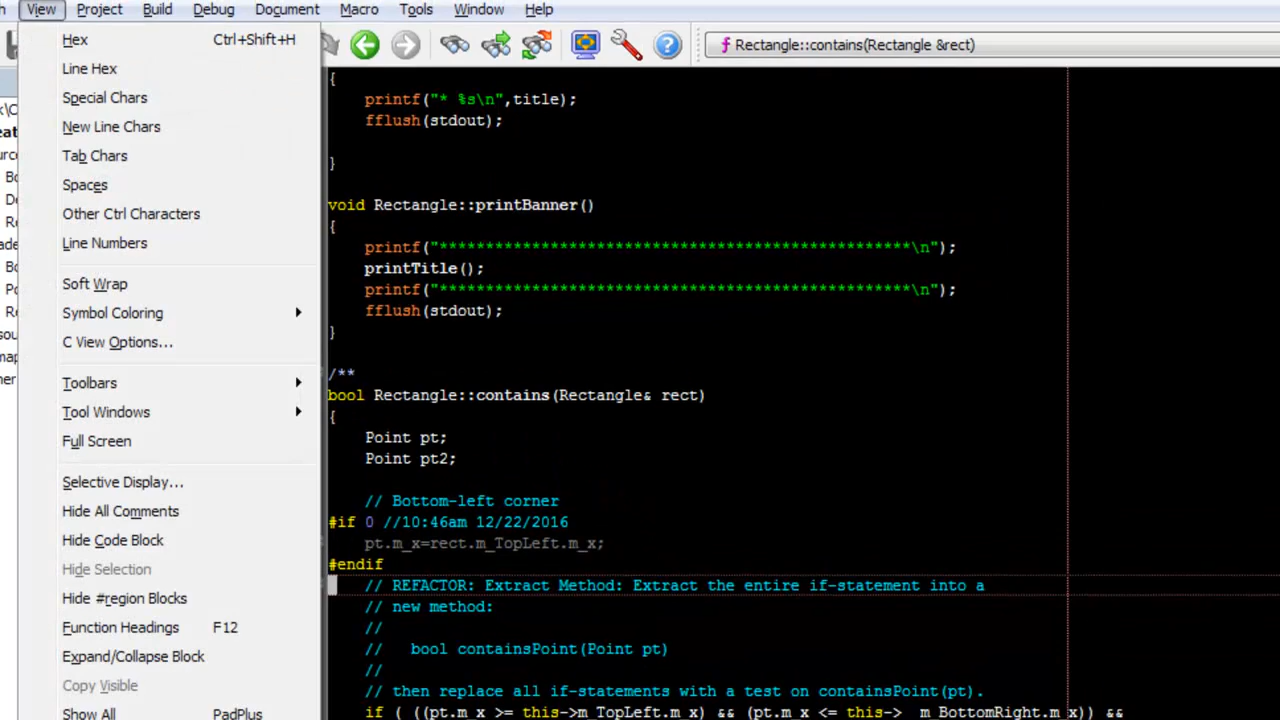 View Project Build Debug Document Macro Tools Window Help
Rectangle::contains(Rectangle &rect)
Hex Ctrl+Shift+H
Line Hex
Special Chars
New Line Chars
Tab Chars
Spaces
Other Ctrl Characters
Line Numbers
Soft Wrap
Symbol Coloring
C View Options...
Toolbars
Tool Windows
Full Screen
Selective Display...
Hide All Comments
Hide Code Block
Hide Selection
Hide #region Blocks
Function Headings F12
Expand/Collapse Block
Copy Visible
Show All PadPlus
{
printf("* %s\n",title);
fflush(stdout);
}
void Rectangle::printBanner()
{
printf("****************************************************\n");
printTitle();
printf("****************************************************\n");
fflush(stdout);
}
/**
bool Rectangle::contains(Rectangle& rect)
{
Point pt;
Point pt2;
// Bottom-left corner
#if 0 //10:46am 12/22/2016
pt.m_x=rect.m_TopLeft.m_x;
#endif
// REFACTOR: Extract Method: Extract the entire if-statement into a
// new method:
//
// bool containsPoint(Point pt)
//
// then replace all if-statements with a test on containsPoint(pt).
if ( ((pt.m_x >= this->m_TopLeft.m_x) && (pt.m_x <= this-> m_BottomRight.m_x)) &&